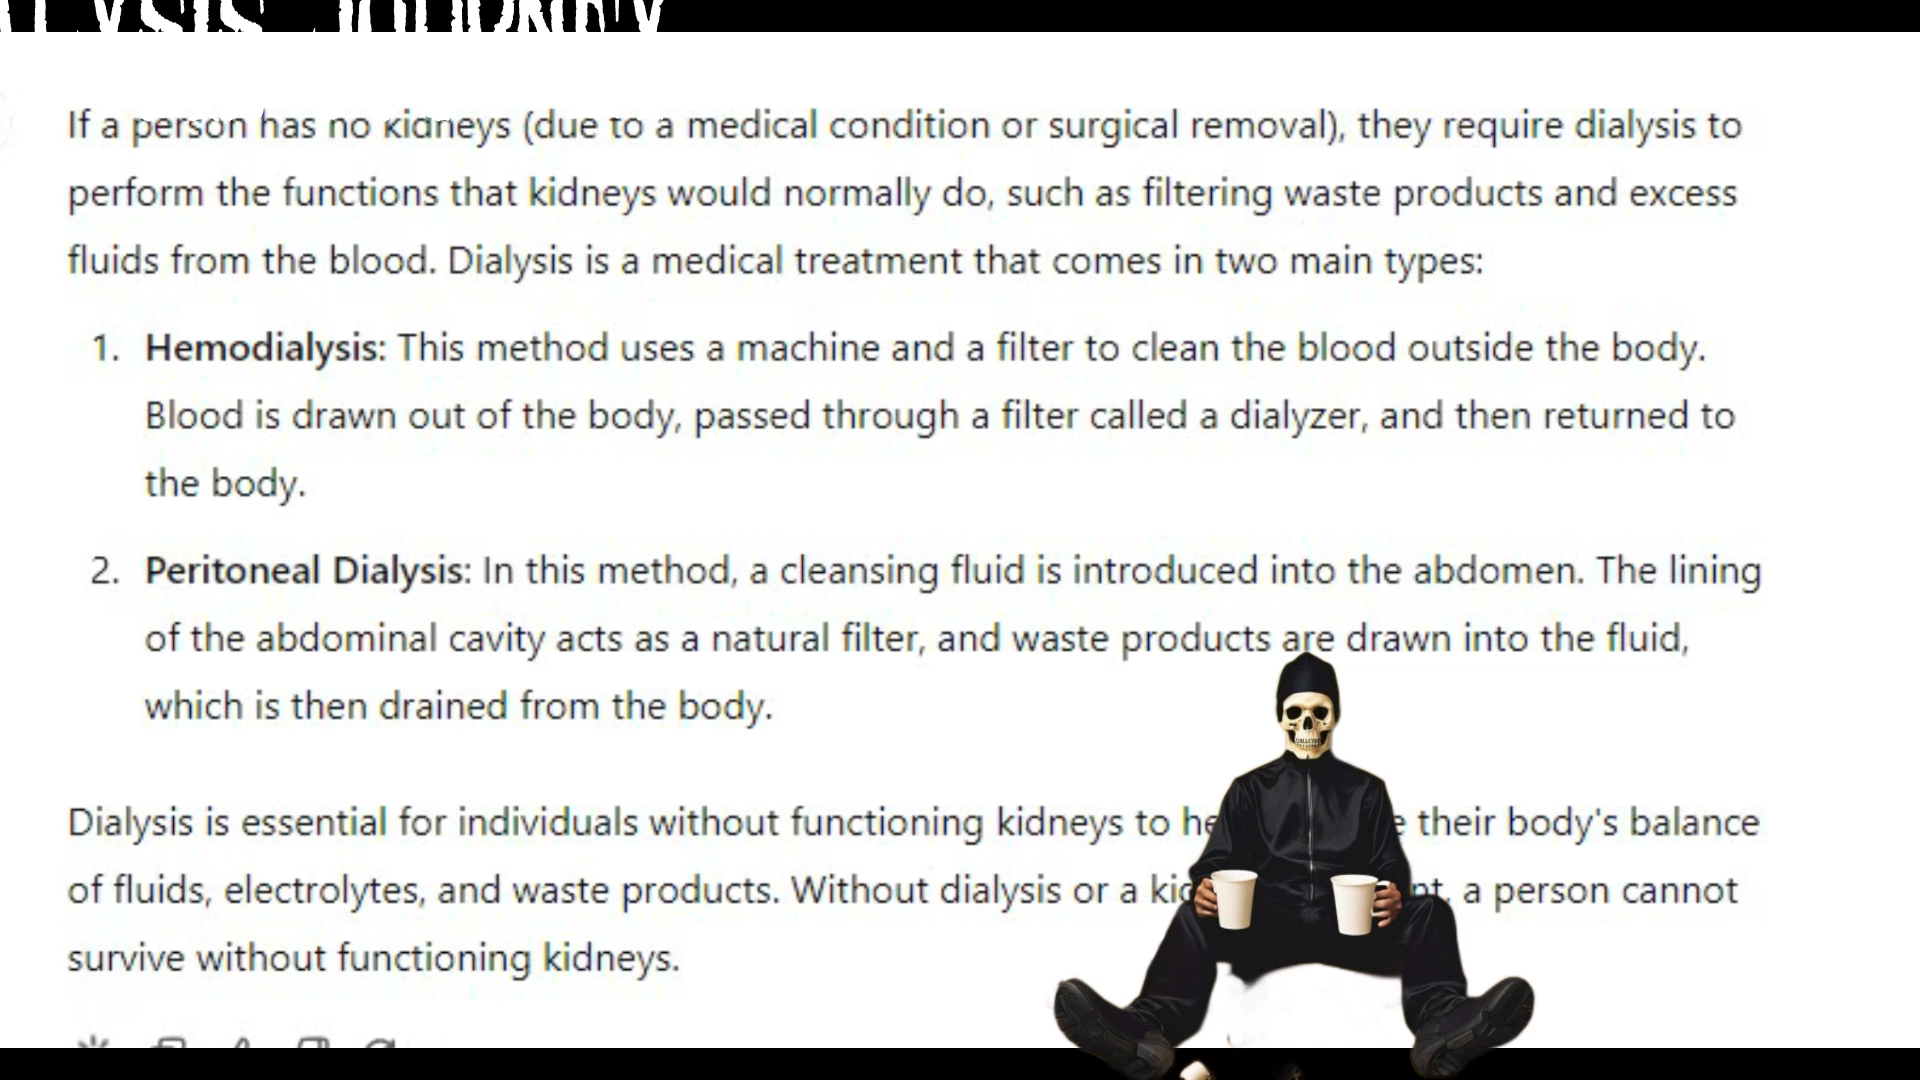 JOURNEY
If a person has no kidneys (due to a medical condition or surgical removal), they require dialysis to
perform the functions that kidneys would normally do, such as filtering waste products and excess
fluids from the blood. Dialysis is a medical treatment that comes in two main types:
1. Hemodialysis: This method uses a machine and a filter to clean the blood outside the body.
Blood is drawn out of the body, passed through a filter called a dialyzer, and then returned to
the body.
2. Peritoneal Dialysis: In this method, a cleansing fluid is introduced into the abdomen. The lining
of the abdominal cavity acts as a natural filter, and waste products are drawn into the fluid,
which is then drained from the body.
Dialysis is essential for individuals without functioning kidneys to their body's balance
of fluids, electrolytes, and waste products. Without dialysis or a a person cannot
survive without functioning kidneys.